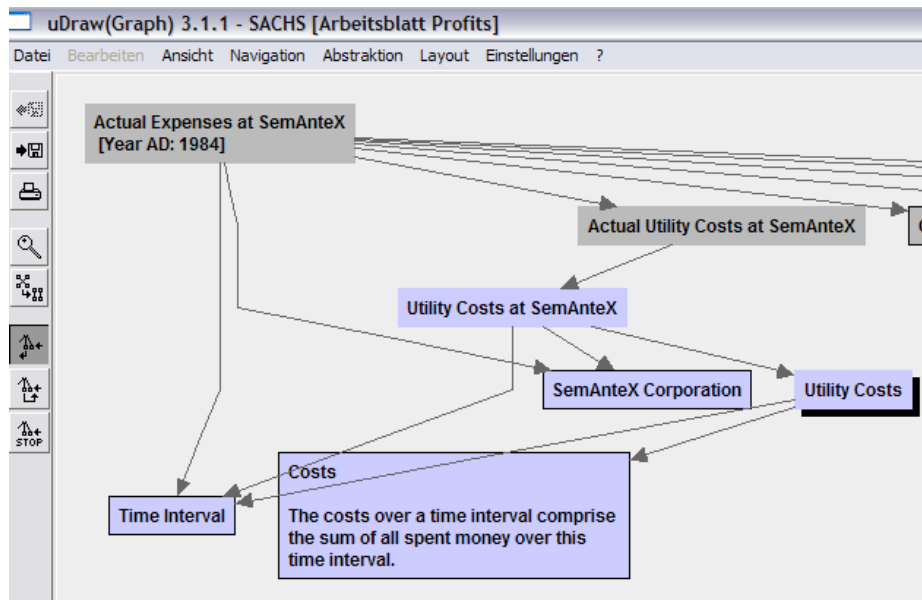 uDraw(Graph) 3.1.1 - SACHS [Arbeitsblatt Profits]
Datei Bearbeiten Ansicht Navigation Abstraktion Layout Einstellungen ?
Actual Expenses at SemAnteX
[Year AD: 1984]
Actual Utility Costs at SemAnteX
Utility Costs at SemAnteX
SemAnteX Corporation
Utility Costs
Costs
The costs over a time interval comprise
the sum of all spent money over this
time interval.
Time Interval
STOP